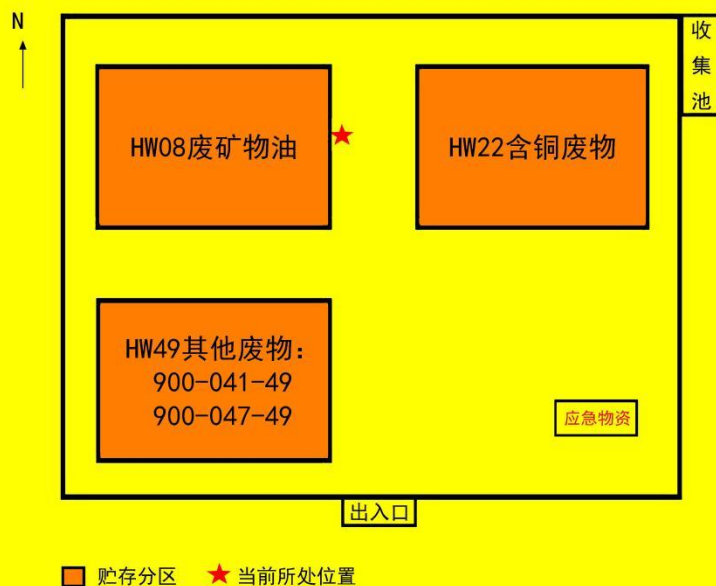 N
收
集
池
HW08废矿物油
HW22含铜废物
HW49其他废物：
900-041-49
900-047-49
应急物资
出入口
贮存分区
当前所处位置